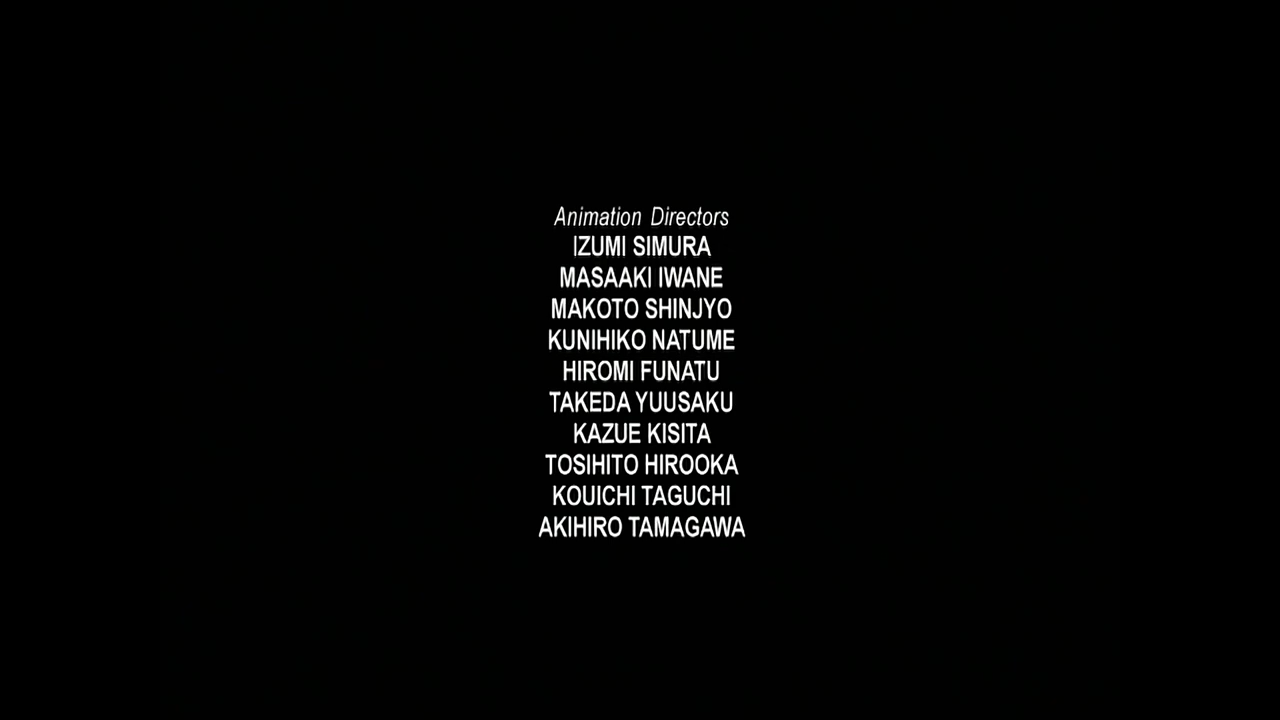 Animation Directors
IZUMI SIMURA
MASAAKI IWANE
MAKOTO SHINJYO
KUNIHIKO NATUME
HIROMI FUNATU
TAKEDA YUUSAKU
KAZUE KISITA
TOSIHITO HIROOKA
KOUICHI TAGUCHI
AKIHIRO TAMAGAWA